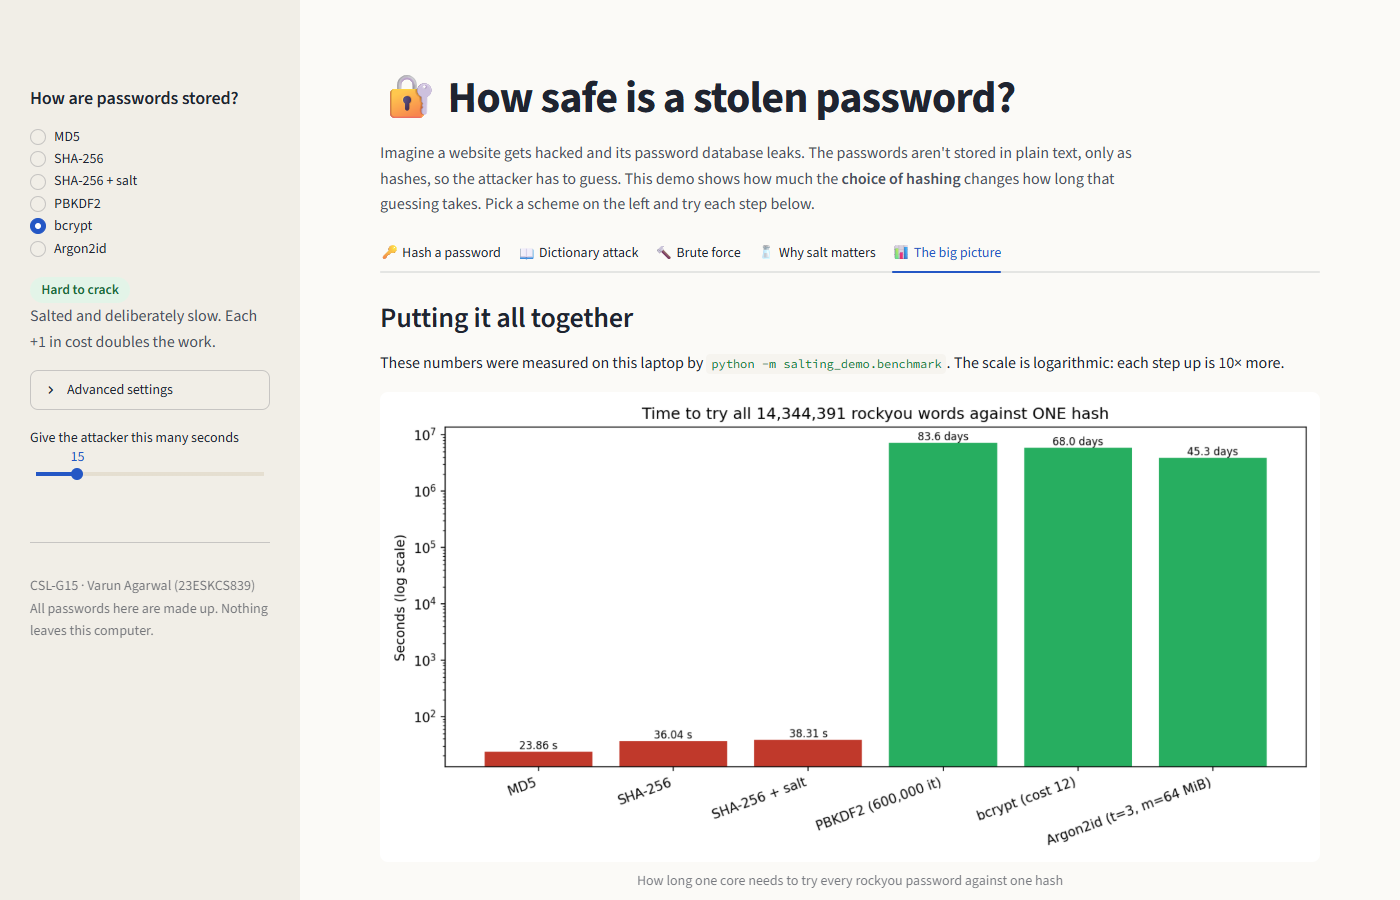 How are passwords stored?
MD5
SHA-256
SHA-256 + salt
PBKDF2
bcrypt
Argon2id
Hard to crack
Salted and deliberately slow. Each
+1 in cost doubles the work.
Advanced settings
Give the attacker this many seconds
15
CSL-G15 · Varun Agarwal (23ESKCS839)
All passwords here are made up. Nothing
leaves this computer.
How safe is a stolen password?
Imagine a website gets hacked and its password database leaks. The passwords aren't stored in plain text, only as
hashes, so the attacker has to guess. This demo shows how much the choice of hashing changes how long that
guessing takes. Pick a scheme on the left and try each step below.
Hash a password
Dictionary attack
Brute force
Why salt matters
The big picture
Putting it all together
These numbers were measured on this laptop by python -m salting_demo.benchmark. The scale is logarithmic: each step up is 10× more.
Time to try all 14,344,391 rockyou words against ONE hash
Seconds (log scale)
10⁷
10⁶
10⁵
10⁴
10³
10²
23.86 s
36.04 s
38.31 s
83.6 days
68.0 days
45.3 days
MD5
SHA-256
SHA-256 + salt
PBKDF2 (600,000 it)
bcrypt (cost 12)
Argon2id (t=3, m=64 MiB)
How long one core needs to try every rockyou password against one hash